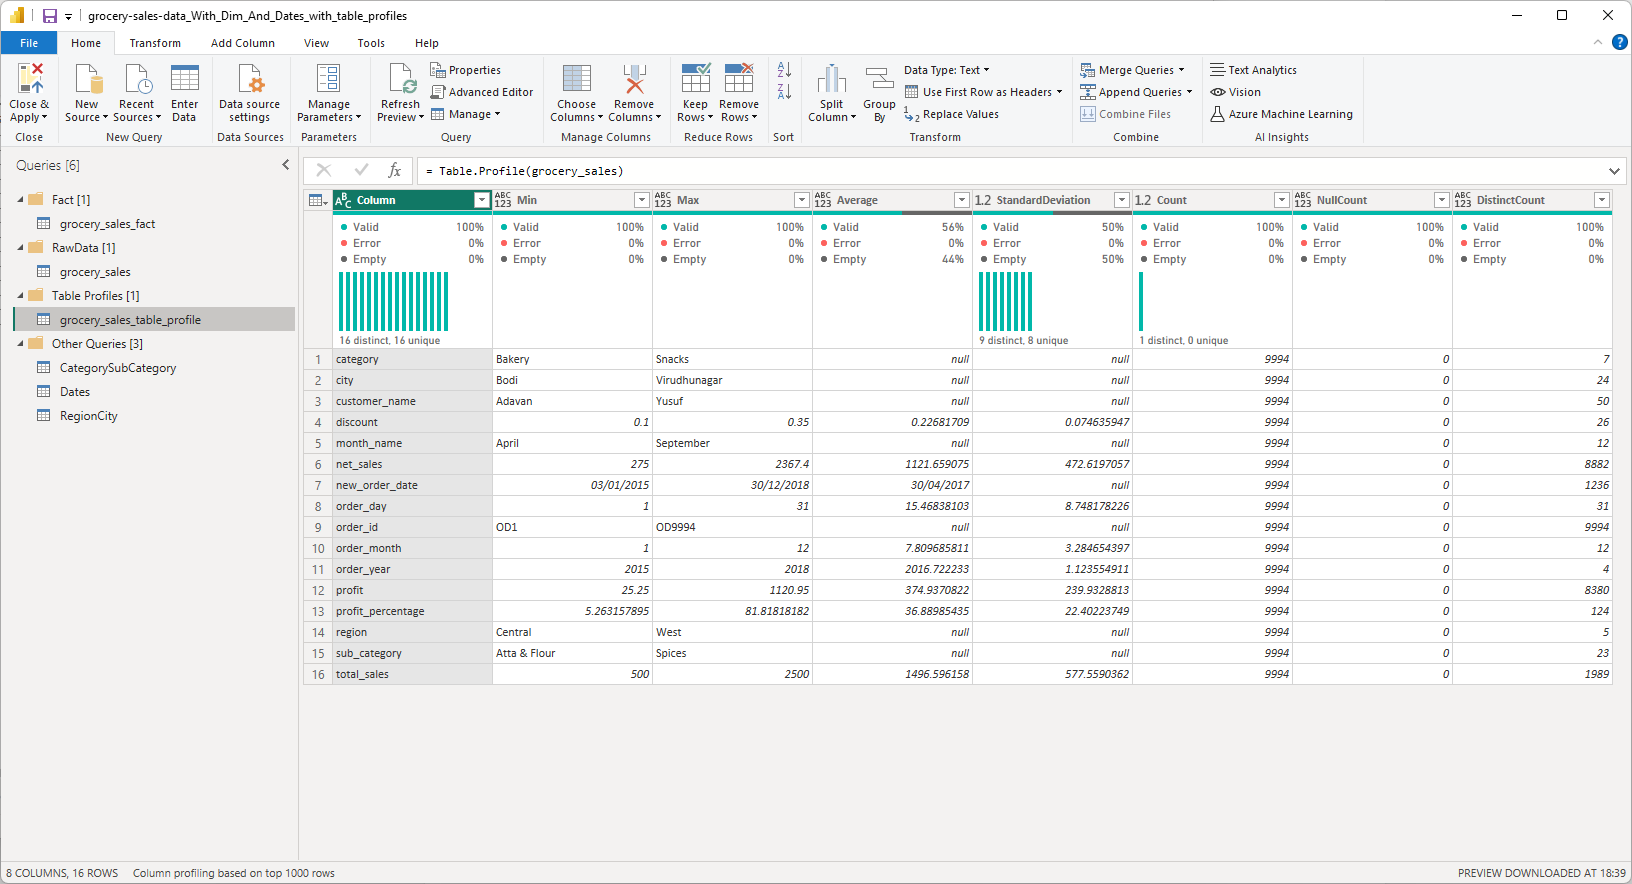 grocery-sales-data_With_Dim_And_Dates_with_table_profiles
File Home Transform Add Column View Tools Help
Close & Apply
Close
New Source
Recent Sources
Enter Data
New Query
Data source settings
Data Sources
Manage Parameters
Parameters
Refresh Preview
Properties
Advanced Editor
Manage
Query
Choose Columns
Remove Columns
Manage Columns
Keep Rows
Remove Rows
Reduce Rows
Sort
Split Column
Group By
Data Type: Text
Use First Row as Headers
Replace Values
Transform
Merge Queries
Append Queries
Combine Files
Combine
Text Analytics
Vision
Azure Machine Learning
AI Insights
Queries [6]
Fact [1]
grocery_sales_fact
RawData [1]
grocery_sales
Table Profiles [1]
grocery_sales_table_profile
Other Queries [3]
CategorySubCategory
Dates
RegionCity
fx = Table.Profile(grocery_sales)
ABC Column ABC 123 Min ABC 123 Max ABC 123 Average 1.2 StandardDeviation 1.2 Count ABC 123 NullCount ABC 123 DistinctCount
Valid 100% Valid 100% Valid 100% Valid 56% Valid 50% Valid 100% Valid 100% Valid 100%
Error 0% Error 0% Error 0% Error 0% Error 0% Error 0% Error 0% Error 0%
Empty 0% Empty 0% Empty 0% Empty 44% Empty 50% Empty 0% Empty 0% Empty 0%
16 distinct, 16 unique 9 distinct, 8 unique 1 distinct, 0 unique
1 category Bakery Snacks null null 9994 0 7
2 city Bodi Virudhunagar null null 9994 0 24
3 customer_name Adavan Yusuf null null 9994 0 50
4 discount 0.1 0.35 0.22681709 0.074635947 9994 0 26
5 month_name April September null null 9994 0 12
6 net_sales 275 2367.4 1121.659075 472.6197057 9994 0 8882
7 new_order_date 03/01/2015 30/12/2018 30/04/2017 null 9994 0 1236
8 order_day 1 31 15.46838103 8.748178226 9994 0 31
9 order_id OD1 OD9994 null null 9994 0 9994
10 order_month 1 12 7.809685811 3.284654397 9994 0 12
11 order_year 2015 2018 2016.722233 1.123554911 9994 0 4
12 profit 25.25 1120.95 374.9370822 239.9328813 9994 0 8380
13 profit_percentage 5.263157895 81.81818182 36.88985435 22.40223749 9994 0 124
14 region Central West null null 9994 0 5
15 sub_category Atta & Flour Spices null null 9994 0 23
16 total_sales 500 2500 1496.596158 577.5590362 9994 0 1989
8 COLUMNS, 16 ROWS Column profiling based on top 1000 rows PREVIEW DOWNLOADED AT 18:39